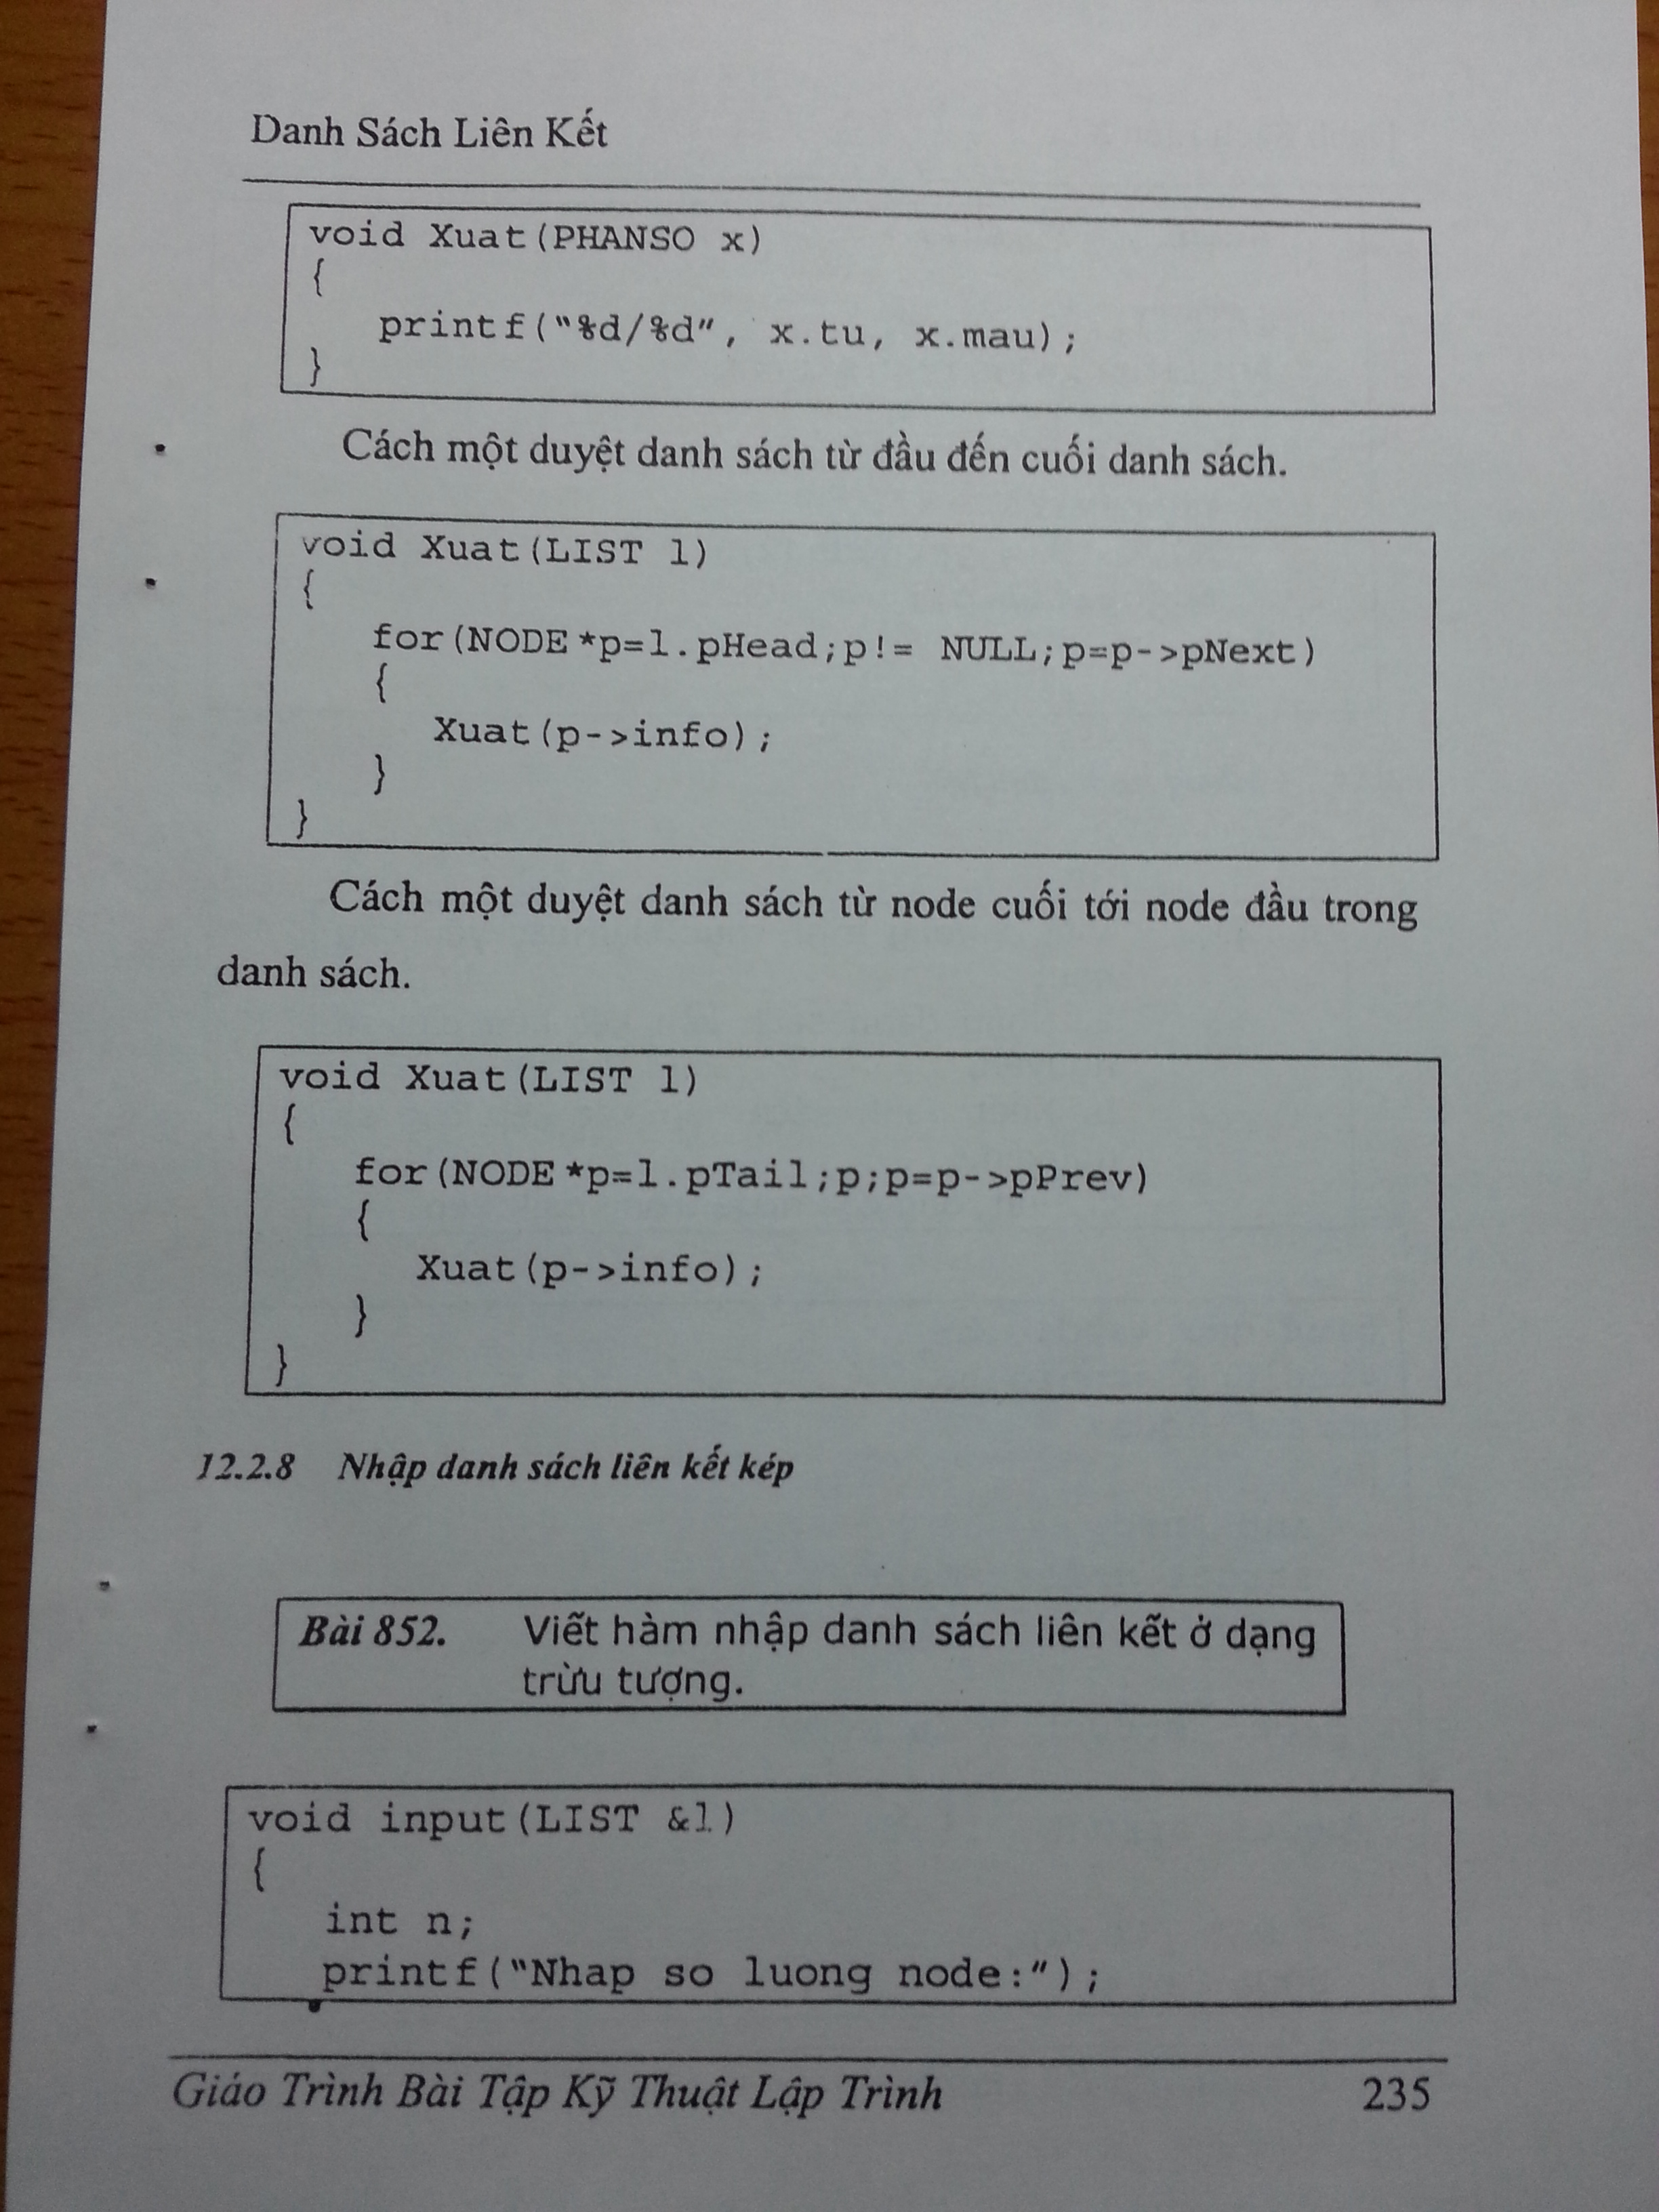 Danh Sách Liên Kết
void Xuat(PHANSO x)
{
printf("%d/%d", x.tu, x.mau);
}
Cách một duyệt danh sách từ đầu đến cuối danh sách.
void Xuat(LIST l)
{
for(NODE *p=l.pHead;p!= NULL;p=p->pNext)
{
Xuat(p->info);
}
}
Cách một duyệt danh sách từ node cuối tới node đầu trong
danh sách.
void Xuat(LIST l)
{
for(NODE *p=l.pTail;p;p=p->pPrev)
{
Xuat(p->info);
}
}
12.2.8 Nhập danh sách liên kết kép
Bài 852. Viết hàm nhập danh sách liên kết ở dạng
trừu tượng.
void input(LIST &l)
{
int n;
printf("Nhap so luong node:");
Giáo Trình Bài Tập Kỹ Thuật Lập Trình 235